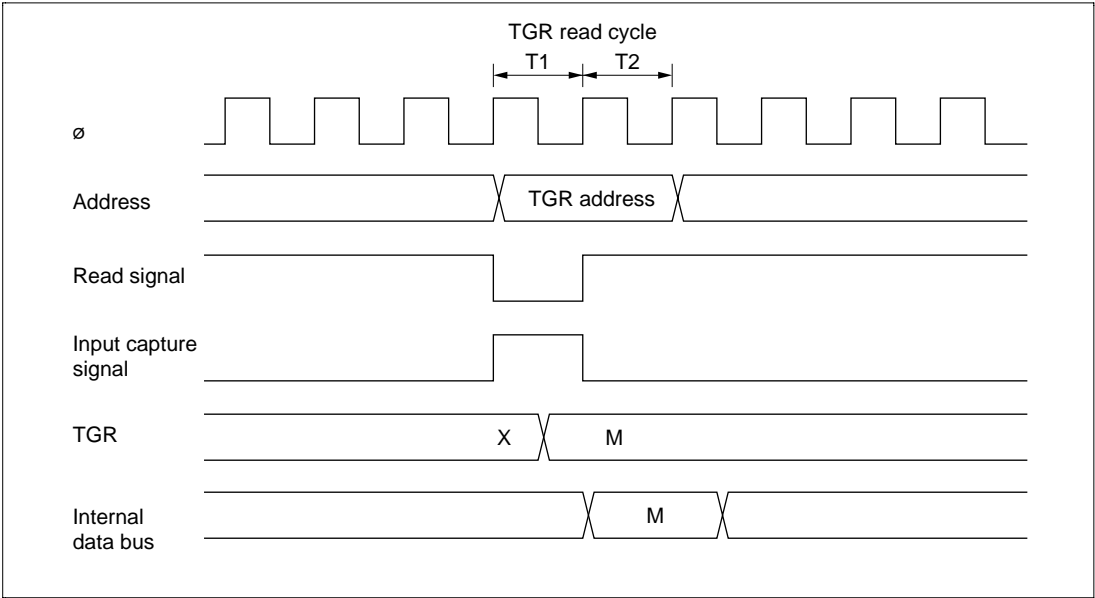 TGR read cycle
T1 T2
ø
Address
TGR address
Read signal
Input capture
signal
TGR
X M
Internal
data bus
M